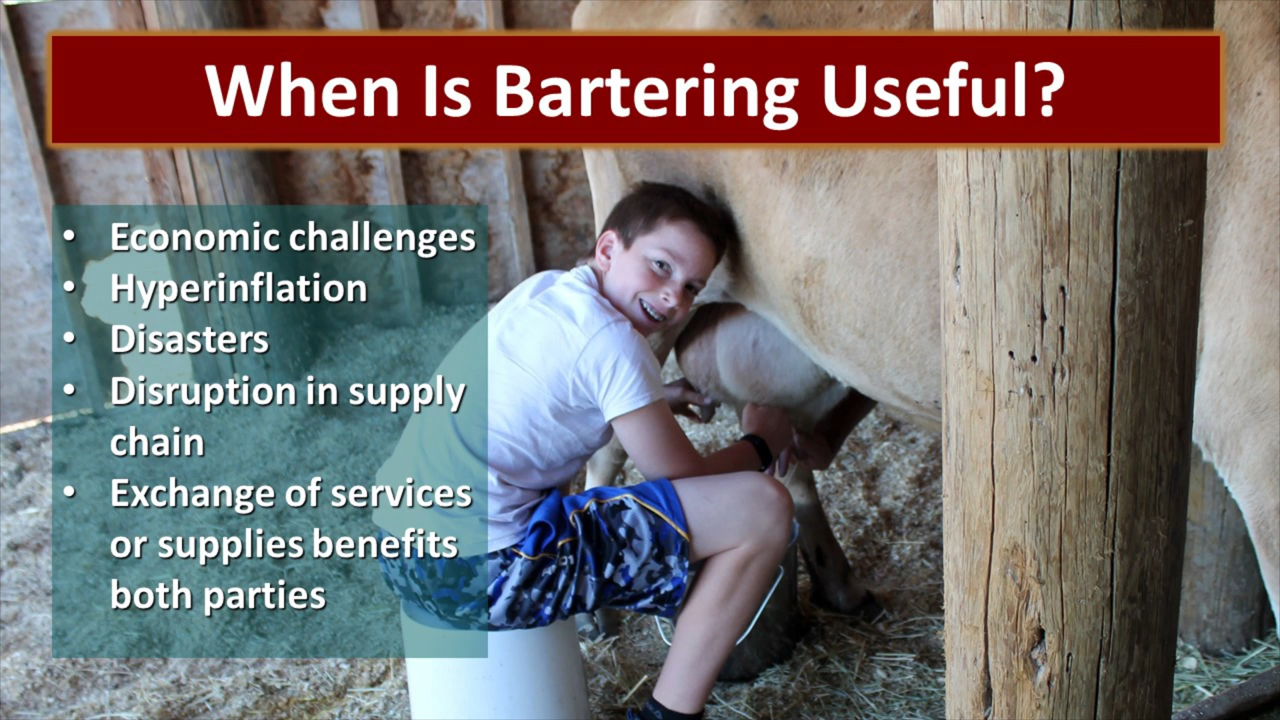 When Is Bartering Useful?
• Economic challenges
• Hyperinflation
• Disasters
• Disruption in supply
chain
• Exchange of services
or supplies benefits
both parties